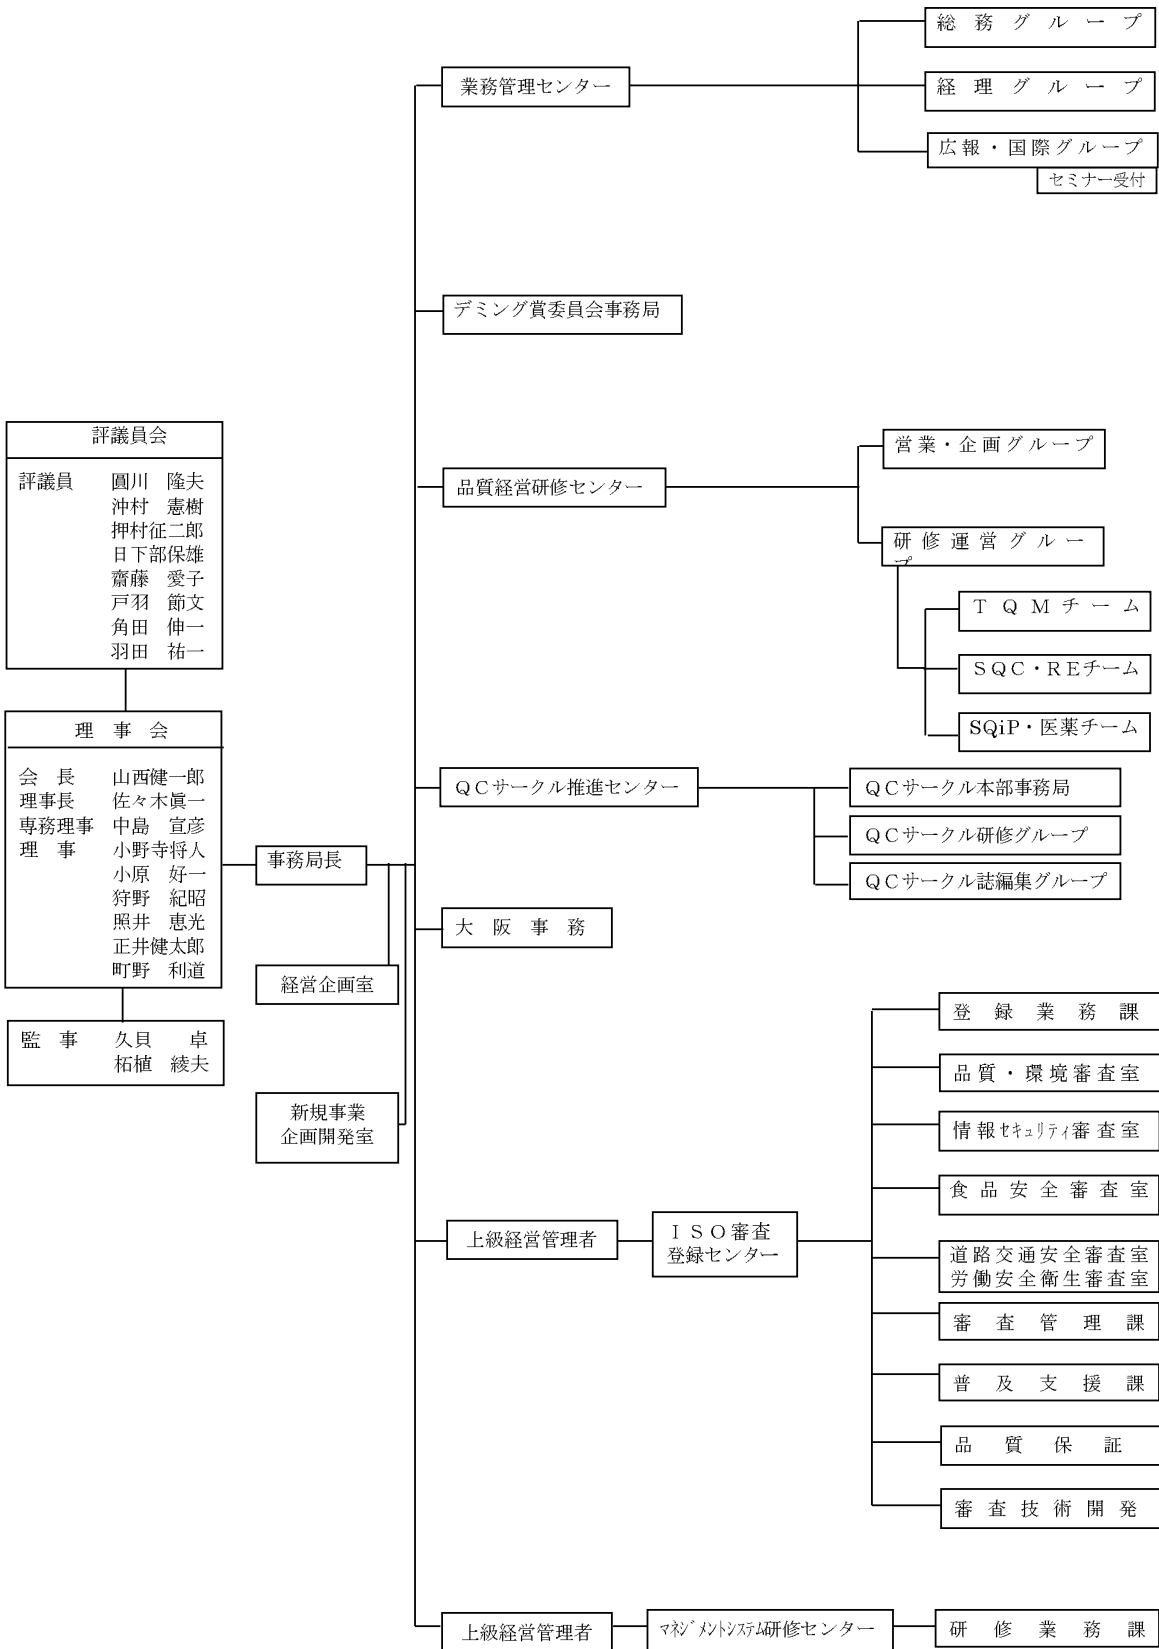 総務グループ
業務管理センター
経理グループ
広報・国際グループ
セミナー受付
デミング賞委員会事務局
評議員会
評議員 圓川 隆夫
沖村 憲樹
押村征二郎
日下部保雄
齋藤 愛子
戸羽 節文
角田 伸一
羽田 祐一
営業・企画グループ
品質経営研修センター
研修運営グループ
TQMチーム
SQC・REチーム
SQiP・医薬チーム
理事会
会長 山西健一郎
理事長 佐々木眞一
専務理事 中島 宣彦
理事 小野寺将人
小原 好一
狩野 紀昭
照井 恵光
正井健太郎
町野 利道
監事 久貝 卓
柘植 綾夫
事務局長
経営企画室
新規事業
企画開発室
QCサークル推進センター
QCサークル本部事務局
QCサークル研修グループ
QCサークル誌編集グループ
大阪事務
登録業務課
品質・環境審査室
情報セキュリティ審査室
食品安全審査室
上級経営管理者
ISO審査
登録センター
道路交通安全審査室
労働安全衛生審査室
審査管理課
普及支援課
品質保証
審査技術開発
上級経営管理者
マネジメントシステム研修センター
研修業務課